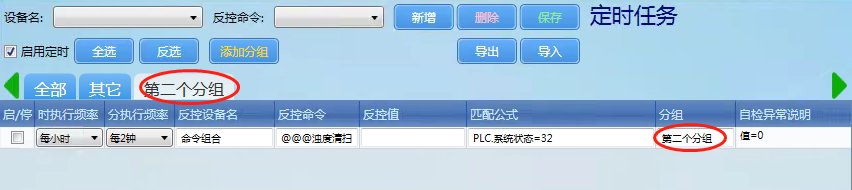 设备名: 反控命令: 新增 删除 保存 定时任务
启用定时 全选 反选 添加分组 导出 导入
全部 其它 第二个分组
启/停 时执行频率 分执行频率 反控设备名 反控命令 反控值 匹配公式 分组 自检异常说明
每小时 每2钟 命令组合 @@@浊度清扫 PLC.系统状态=32 第二个分组 值=0